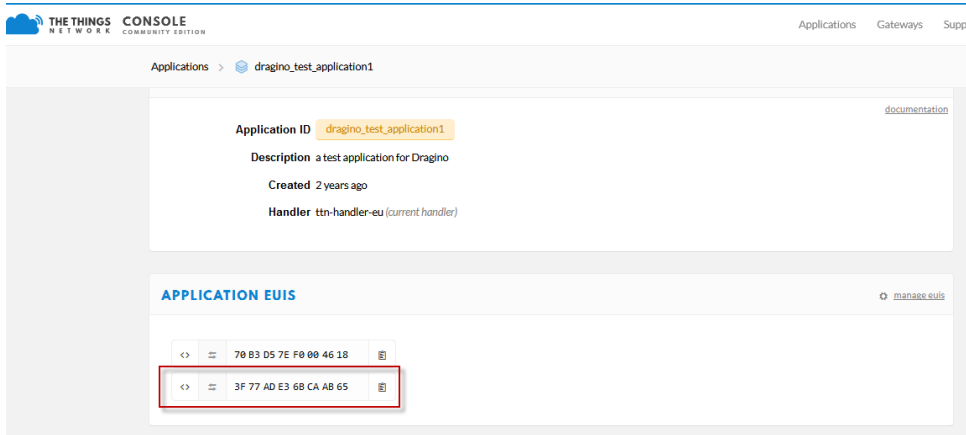 THE THINGS NETWORK CONSOLE COMMUNITY EDITION
Applications Gateways Supp
Applications > dragino_test_application1
documentation
Application ID dragino_test_application1
Description a test application for Dragino
Created 2 years ago
Handler ttn-handler-eu (current handler)
APPLICATION EUIS
manage euis
<> 70 B3 D5 7E F0 00 46 18
<> 3F 77 AD E3 6B CA AB 65